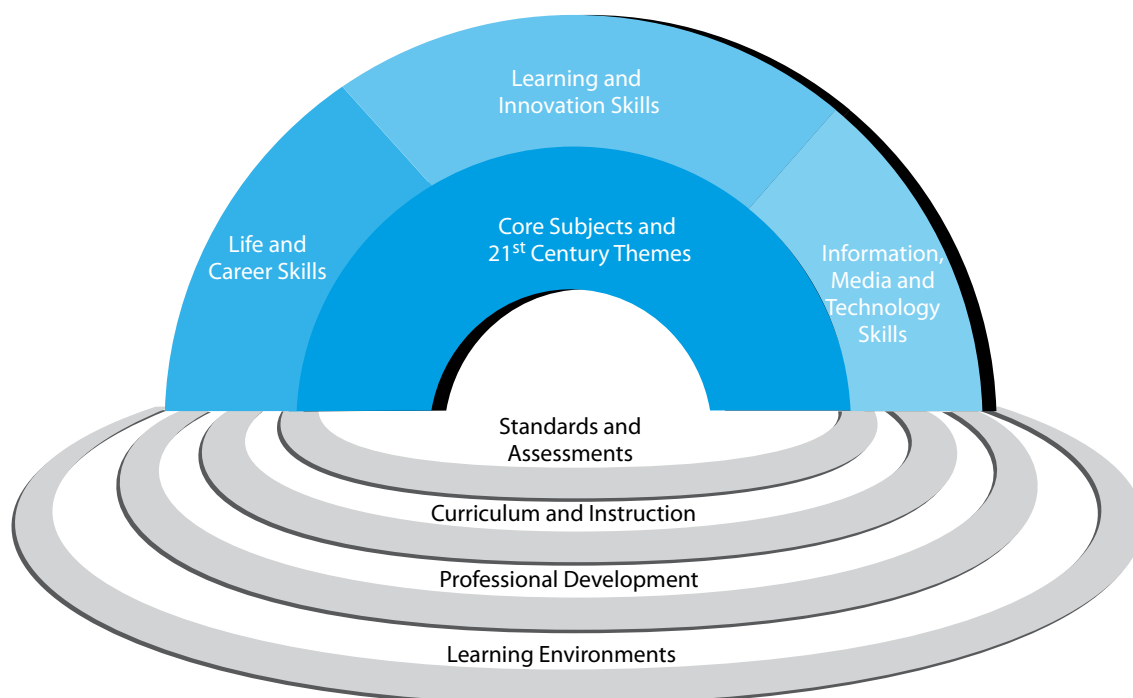 Learning and
Innovation Skills
Core Subjects and
21st Century Themes
Life and
Career Skills
Information,
Media and
Technology
Skills
Standards and
Assessments
Curriculum and Instruction
Professional Development
Learning Environments